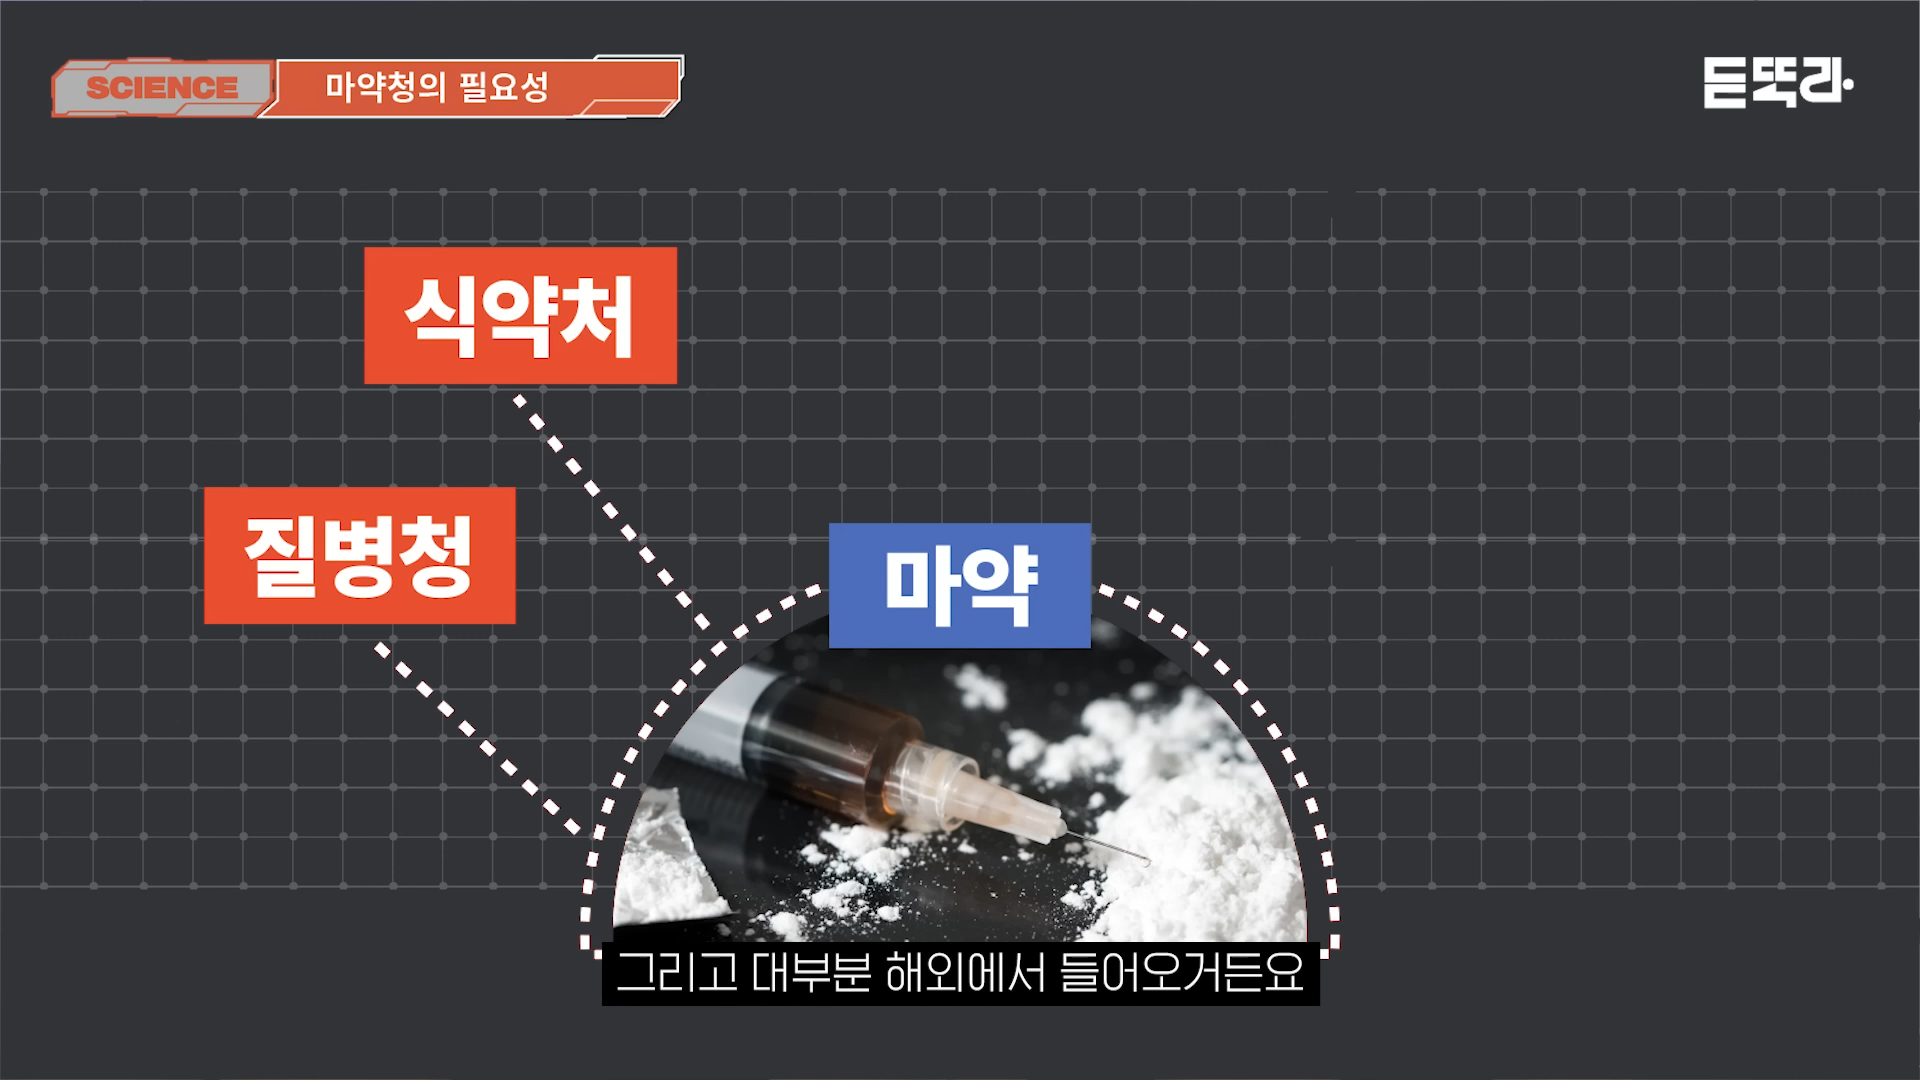 SCIENCE
마약청의 필요성
듣똑라
식약처
질병청
마약
그리고 대부분 해외에서 들어오거든요